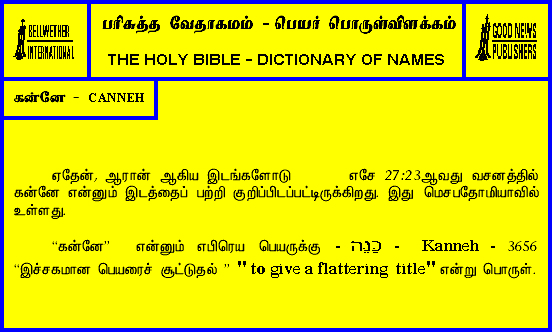 BELLWETHER
INTERNATIONAL
பரிசுத்த வேதாகமம் - பெயர் பொருள்விளக்கம்
THE HOLY BIBLE - DICTIONARY OF NAMES
GOOD NEWS
PUBLISHERS
கன்னே - CANNEH
ஏதேன், ஆரான் ஆகிய இடங்களோடு எசே 27:23ஆவது வசனத்தில்
கன்னே என்னும் இடத்தைப் பற்றி குறிப்பிடப்பட்டிருக்கிறது. இது மெசபதோமியாவில்
உள்ளது.
“கன்னே” என்னும் எபிரெய பெயருக்கு - כַּנֵּה - Kanneh - 3656
“இச்சகமான பெயரைச் சூட்டுதல் ” "to give a flattering title" என்று பொருள்.